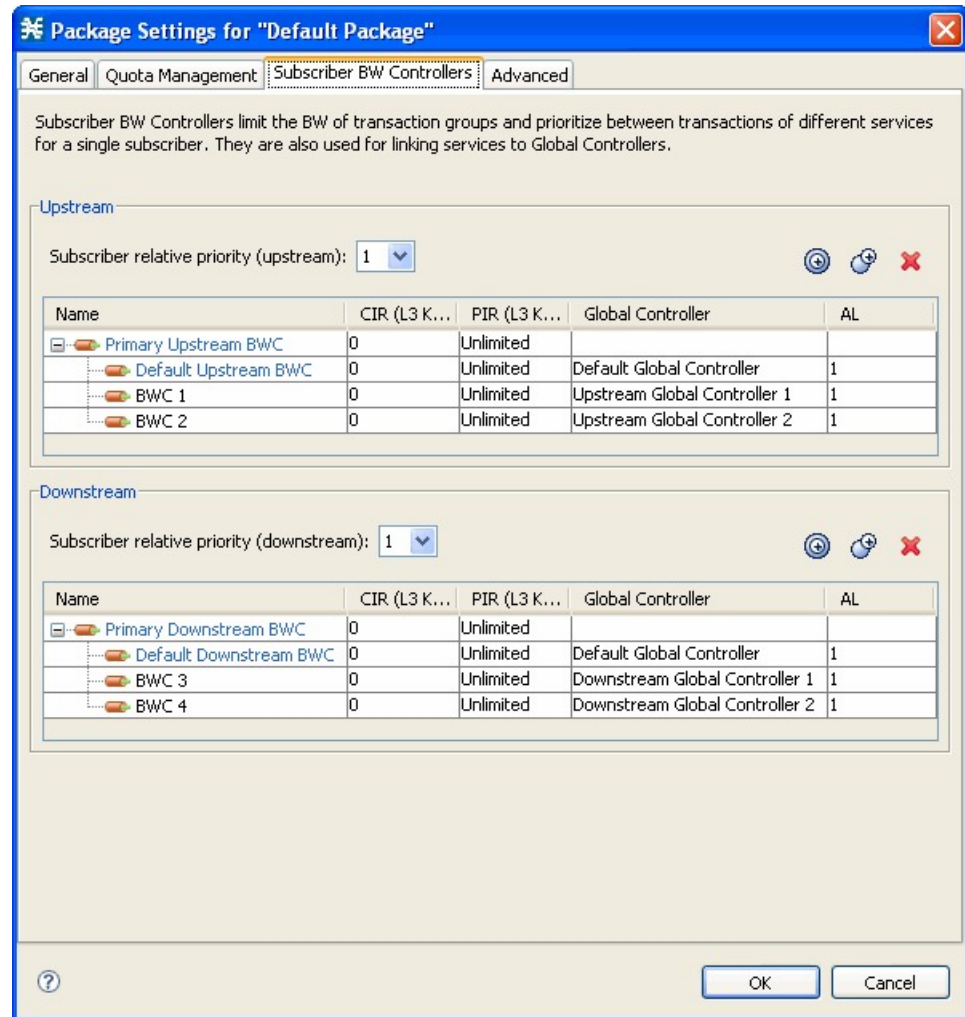 Package Settings for "Default Package"
General Quota Management Subscriber BW Controllers Advanced
Subscriber BW Controllers limit the BW of transaction groups and prioritize between transactions of different services
for a single subscriber. They are also used for linking services to Global Controllers.
Upstream
Subscriber relative priority (upstream): 1
Name CIR (L3 K... PIR (L3 K... Global Controller AL
Primary Upstream BWC 0 Unlimited
Default Upstream BWC 0 Unlimited Default Global Controller 1
BWC 1 0 Unlimited Upstream Global Controller 1 1
BWC 2 0 Unlimited Upstream Global Controller 2 1
Downstream
Subscriber relative priority (downstream): 1
Name CIR (L3 K... PIR (L3 K... Global Controller AL
Primary Downstream BWC 0 Unlimited
Default Downstream BWC 0 Unlimited Default Global Controller 1
BWC 3 0 Unlimited Downstream Global Controller 1 1
BWC 4 0 Unlimited Downstream Global Controller 2 1
? OK Cancel